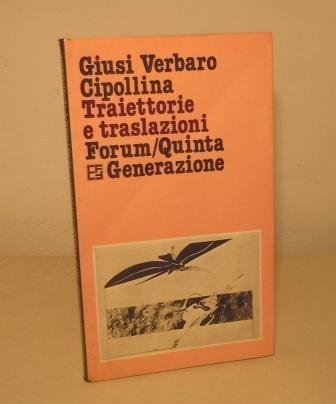 Giusi Verbaro
Cipollina
Traiettorie
e traslazioni
Forum/Quinta
Generazione